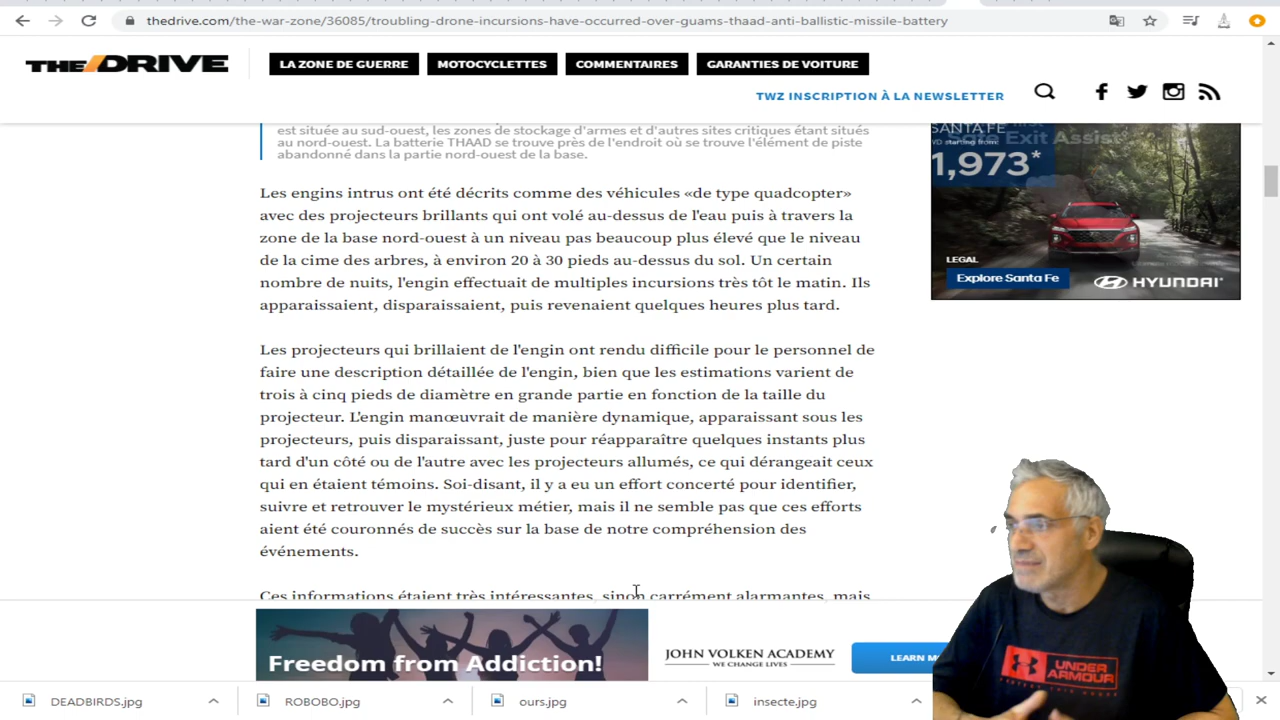 thedrive.com/the-war-zone/36085/troubling-drone-incursions-have-occurred-over-guams-thaad-anti-ballistic-missile-battery
THE/DRIVE
LA ZONE DE GUERRE
MOTOCYCLETTES
COMMENTAIRES
GARANTIES DE VOITURE
TWZ INSCRIPTION À LA NEWSLETTER
est située au sud-ouest, les zones de stockage d'armes et d'autres sites critiques étant situés
au nord-ouest. La batterie THAAD se trouve près de l'endroit où se trouve l'élément de piste
abandonné dans la partie nord-ouest de la base.
Les engins intrus ont été décrits comme des véhicules «de type quadcopter»
avec des projecteurs brillants qui ont volé au-dessus de l'eau puis à travers la
zone de la base nord-ouest à un niveau pas beaucoup plus élevé que le niveau
de la cime des arbres, à environ 20 à 30 pieds au-dessus du sol. Un certain
nombre de nuits, l'engin effectuait de multiples incursions très tôt le matin. Ils
apparaissaient, disparaissaient, puis revenaient quelques heures plus tard.
Les projecteurs qui brillaient de l'engin ont rendu difficile pour le personnel de
faire une description détaillée de l'engin, bien que les estimations varient de
trois à cinq pieds de diamètre en grande partie en fonction de la taille du
projecteur. L'engin manœuvrait de manière dynamique, apparaissant sous les
projecteurs, puis disparaissant, juste pour réapparaître quelques instants plus
tard d'un côté ou de l'autre avec les projecteurs allumés, ce qui dérangeait ceux
qui en étaient témoins. Soi-disant, il y a eu un effort concerté pour identifier,
suivre et retrouver le mystérieux métier, mais il ne semble pas que ces efforts
aient été couronnés de succès sur la base de notre compréhension des
événements.
Ces informations étaient très intéressantes, sinon carrément alarmantes, mais
SANTA FE
Safe Exit Assist
starting from:
1,973*
LEGAL
Explore Santa Fe
HYUNDAI
Freedom from Addiction!
JOHN VOLKEN ACADEMY
WE CHANGE LIVES
LEARN
DEADBIRDS.jpg
ROBOBO.jpg
ours.jpg
insecte.jpg
UNDER
ARMOUR